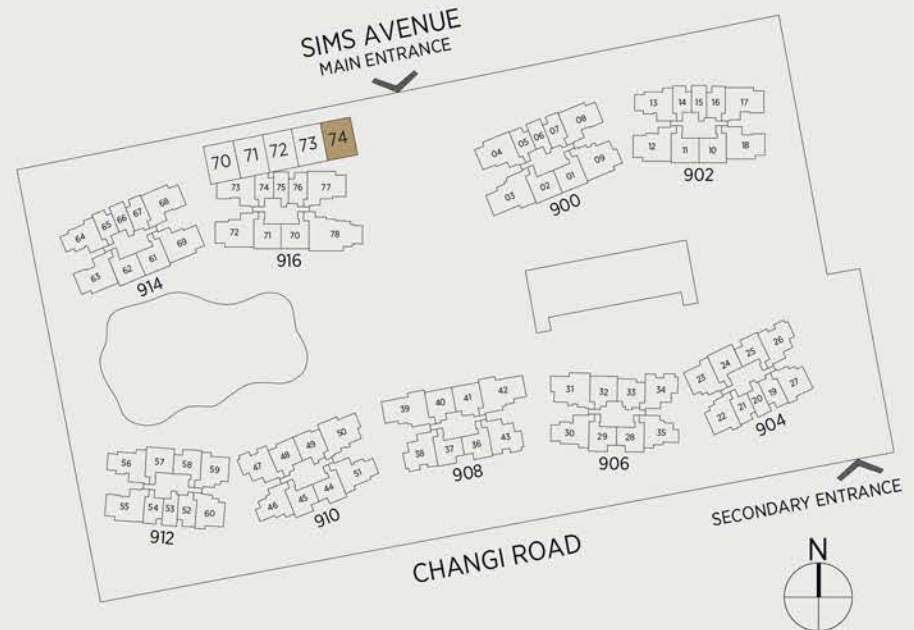 SIMS AVENUE
MAIN ENTRANCE
70 71 72 73 74
73 74 75 76 77
72 71 70 78
916
64 65 66 67 68
63 62 61 69
914
04 05 06 07 08
03 02 01 09
900
13 14 15 16 17
12 11 10 18
902
23 24 25 26
22 21 20 19 27
904
31 32 33 34
30 29 28 35
906
39 40 41 42
38 37 36 43
908
47 48 49 50
46 45 44 51
910
56 57 58 59
55 54 53 52 60
912
SECONDARY ENTRANCE
CHANGI ROAD
N